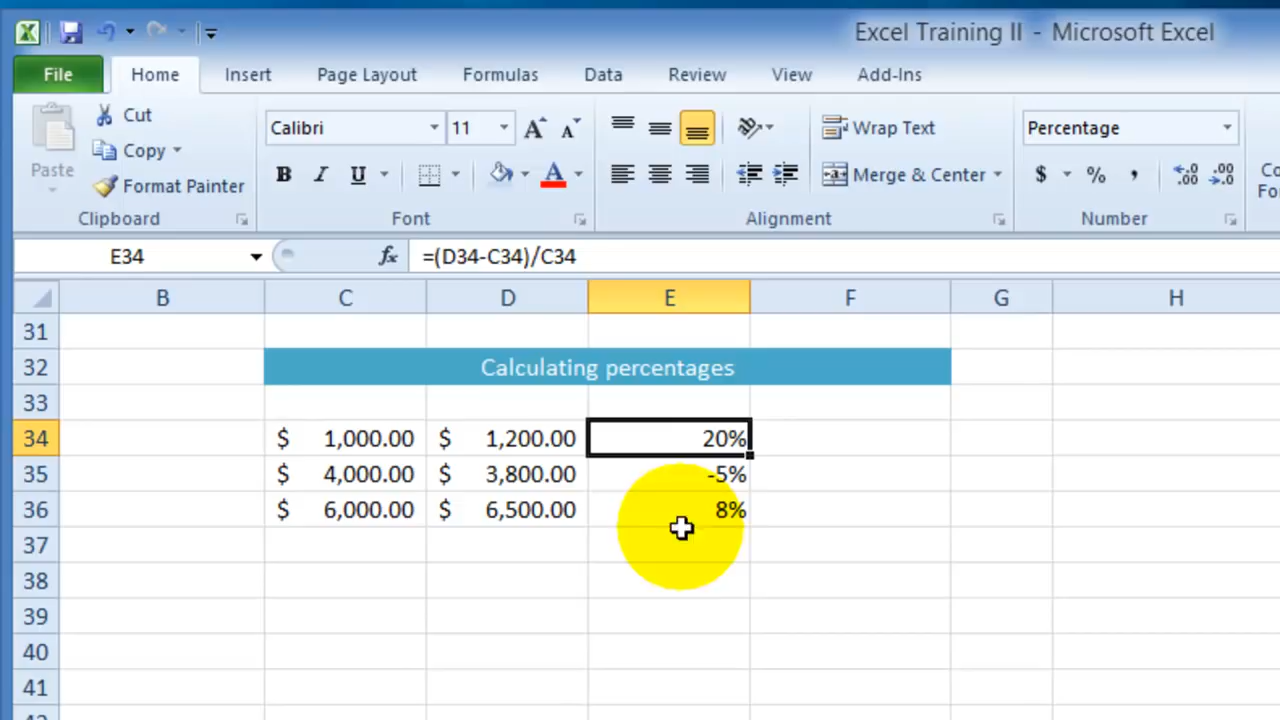 Excel Training II - Microsoft Excel
File Home Insert Page Layout Formulas Data Review View Add-Ins
Paste Cut Copy Format Painter
Calibri 11 A A
B I U A
Wrap Text
Merge & Center
Percentage
$ % , .00 .00
Clipboard Font Alignment Number
E34 fx =(D34-C34)/C34
B C D E F G H
31
32 Calculating percentages
33
34 $ 1,000.00 $ 1,200.00 20%
35 $ 4,000.00 $ 3,800.00 -5%
36 $ 6,000.00 $ 6,500.00 8%
37
38
39
40
41